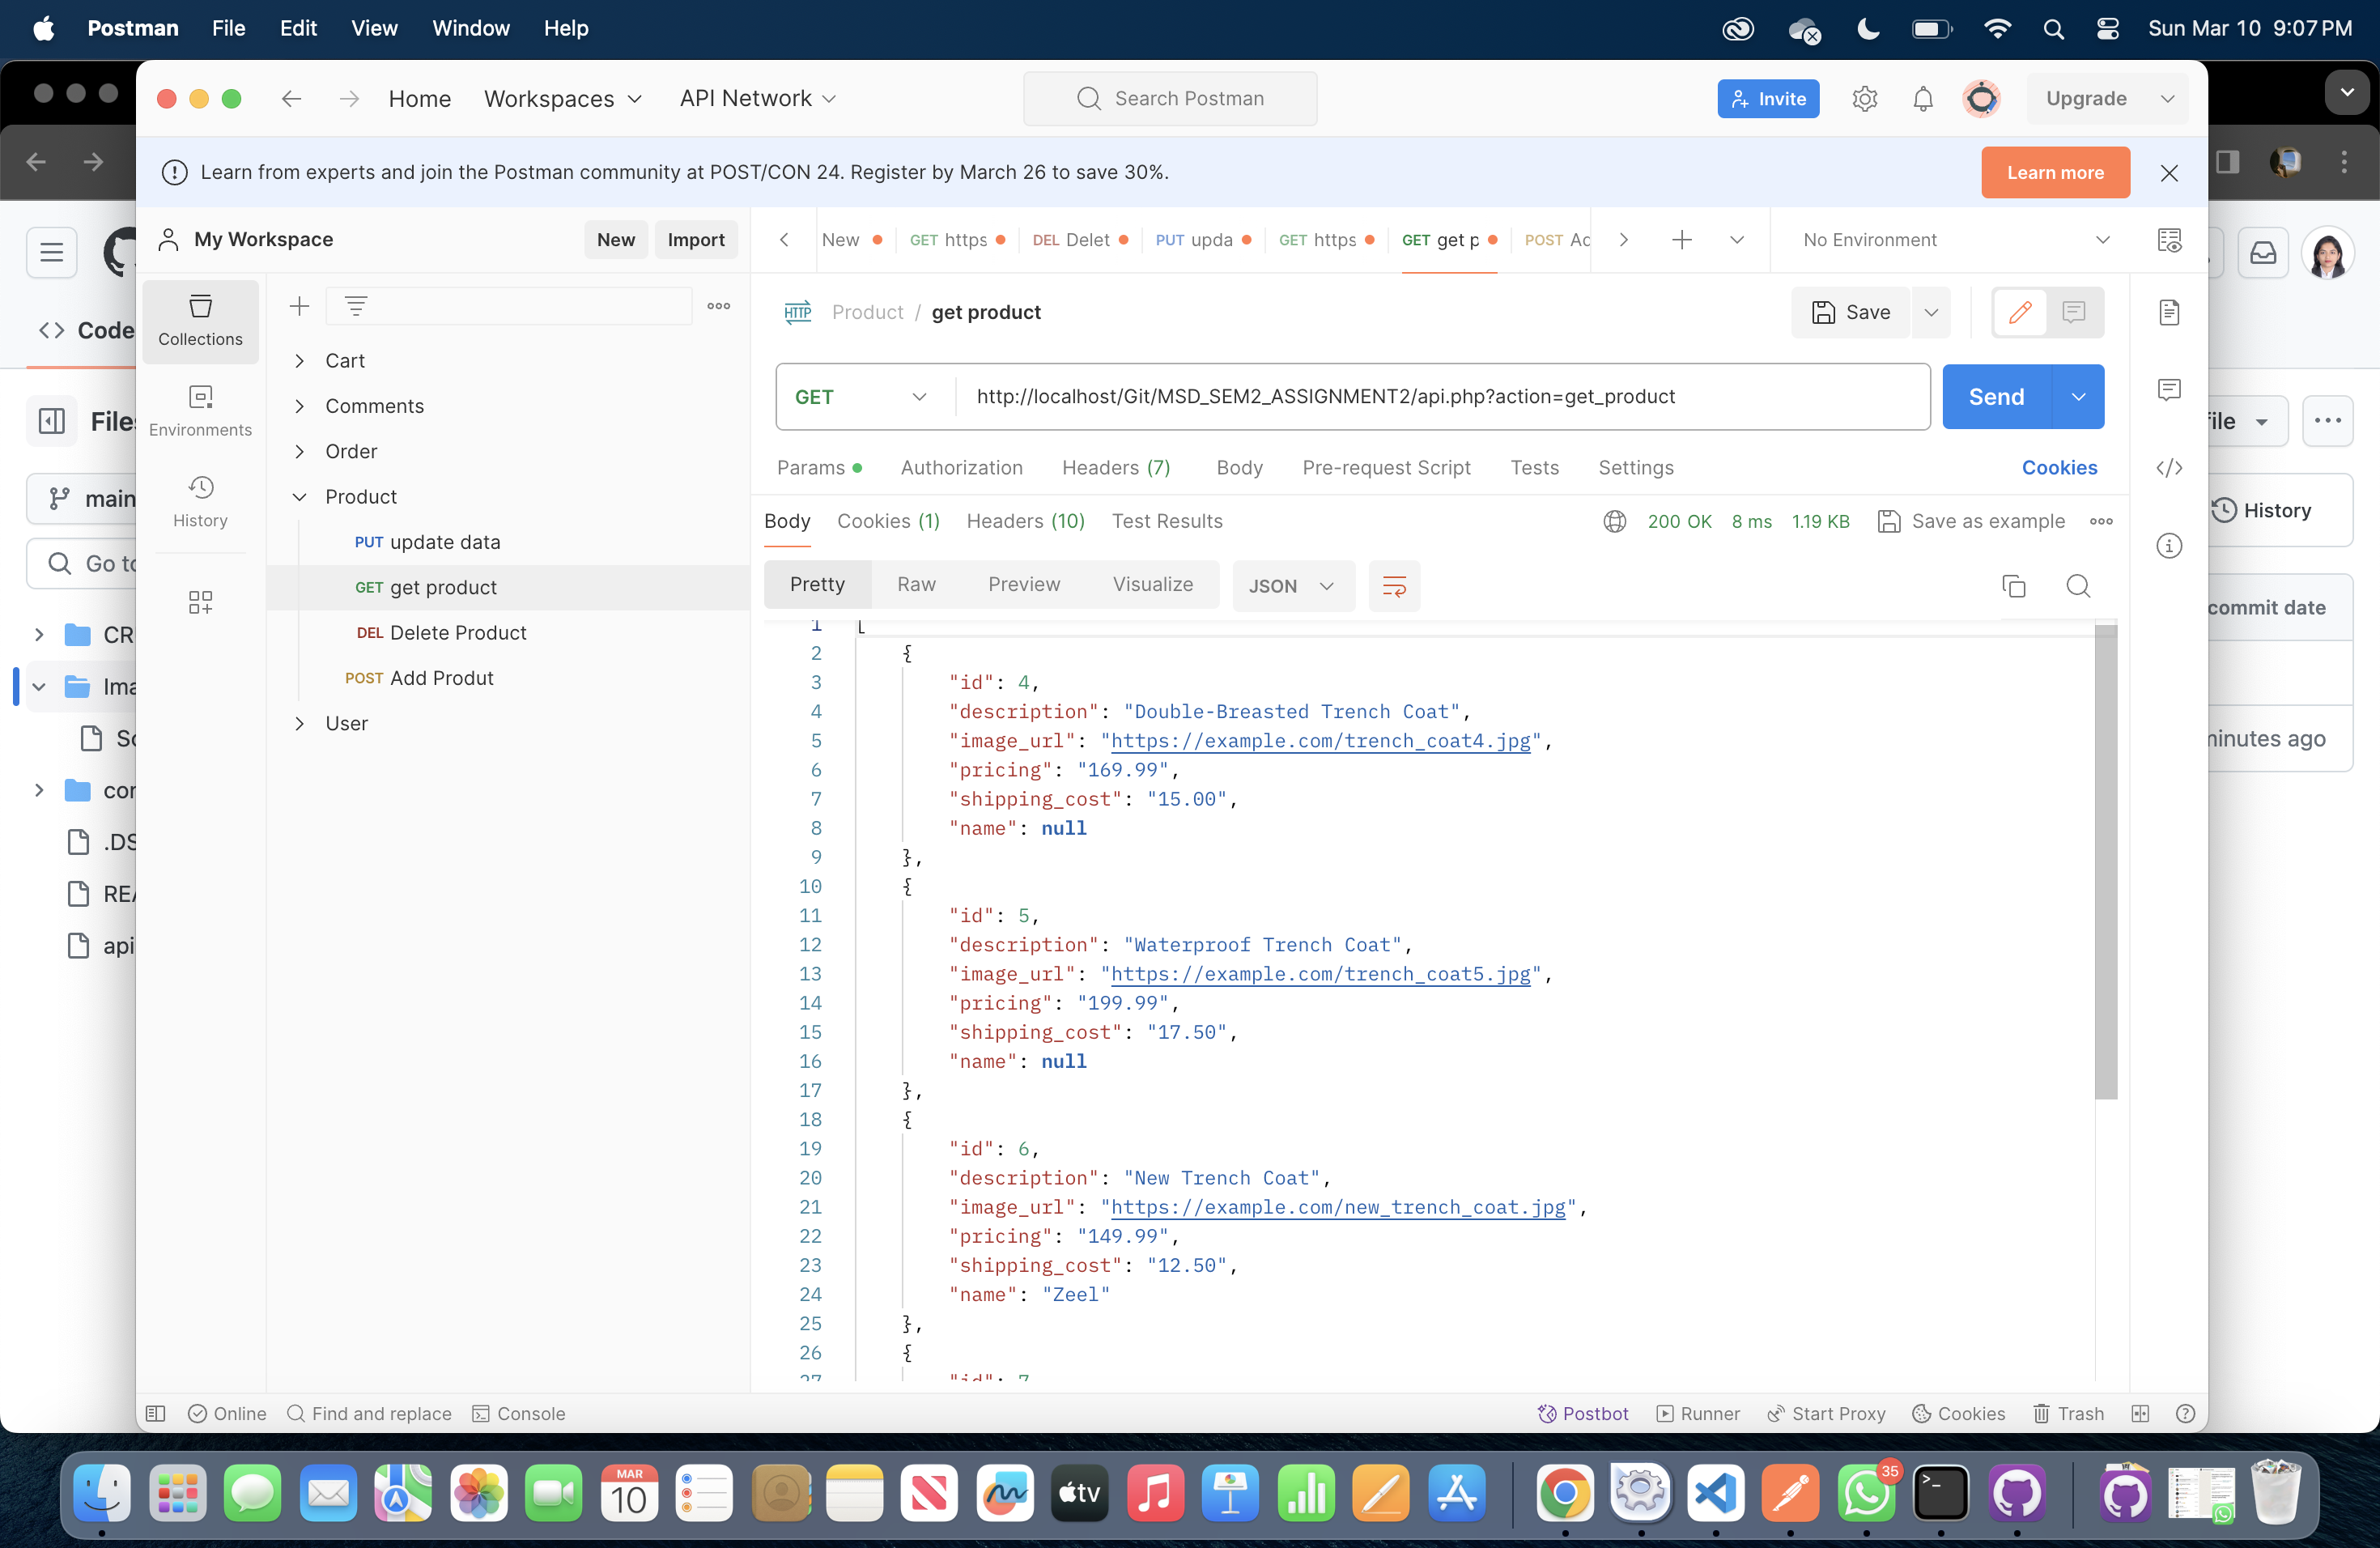 Postman File Edit View Window Help Sun Mar 10 9:07 PM
Home Workspaces API Network Search Postman Invite Upgrade
Learn from experts and join the Postman community at POST/CON 24. Register by March 26 to save 30%. Learn more
My Workspace New Import
New GET https DEL Delet PUT upda GET https GET get p POST Ad No Environment
Collections
Environments
History
Cart
Comments
Order
Product
PUT update data
GET get product
DEL Delete Product
POST Add Produt
User
HTTP Product / get product Save
GET http://localhost/Git/MSD_SEM2_ASSIGNMENT2/api.php?action=get_product Send
Params Authorization Headers (7) Body Pre-request Script Tests Settings Cookies
Body Cookies (1) Headers (10) Test Results 200 OK 8 ms 1.19 KB Save as example
Pretty Raw Preview Visualize JSON
1 [
2 {
3 "id": 4,
4 "description": "Double-Breasted Trench Coat",
5 "image_url": "https://example.com/trench_coat4.jpg",
6 "pricing": "169.99",
7 "shipping_cost": "15.00",
8 "name": null
9 },
10 {
11 "id": 5,
12 "description": "Waterproof Trench Coat",
13 "image_url": "https://example.com/trench_coat5.jpg",
14 "pricing": "199.99",
15 "shipping_cost": "17.50",
16 "name": null
17 },
18 {
19 "id": 6,
20 "description": "New Trench Coat",
21 "image_url": "https://example.com/new_trench_coat.jpg",
22 "pricing": "149.99",
23 "shipping_cost": "12.50",
24 "name": "Zeel"
25 },
26 {
27 "id": 7
Online Find and replace Console Postbot Runner Start Proxy Cookies Trash
Code
Files
main
Go to
CR
Ima
Sc
con
.DS
REA
api
file
History
commit date
minutes ago
MAR
10
tv
35